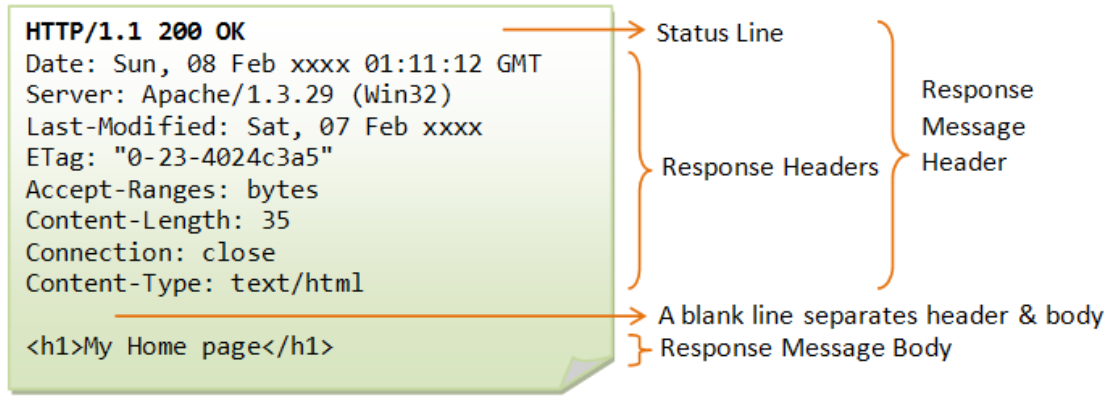 HTTP/1.1 200 OK
Date: Sun, 08 Feb xxxx 01:11:12 GMT
Server: Apache/1.3.29 (Win32)
Last-Modified: Sat, 07 Feb xxxx
ETag: "0-23-4024c3a5"
Accept-Ranges: bytes
Content-Length: 35
Connection: close
Content-Type: text/html
<h1>My Home page</h1>
Status Line
Response Headers
Response
Message
Header
A blank line separates header & body
Response Message Body